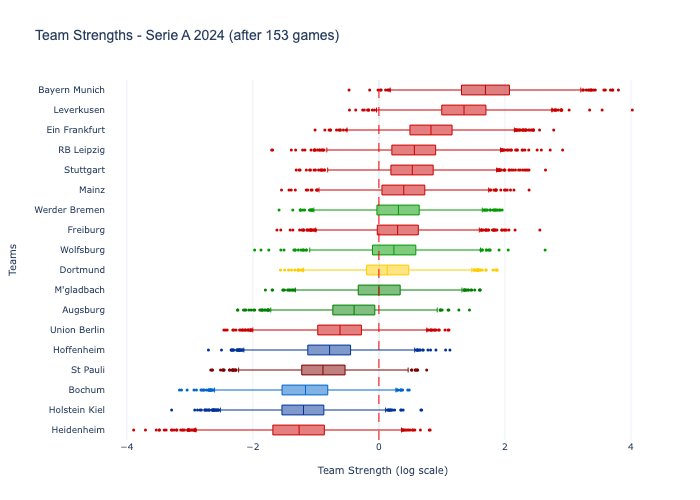 Team Strengths - Serie A 2024 (after 153 games)
Bayern Munich
Leverkusen
Ein Frankfurt
RB Leipzig
Stuttgart
Mainz
Werder Bremen
Freiburg
Wolfsburg
Dortmund
M'gladbach
Augsburg
Union Berlin
Hoffenheim
St Pauli
Bochum
Holstein Kiel
Heidenheim
Teams
−4 −2 0 2 4
Team Strength (log scale)